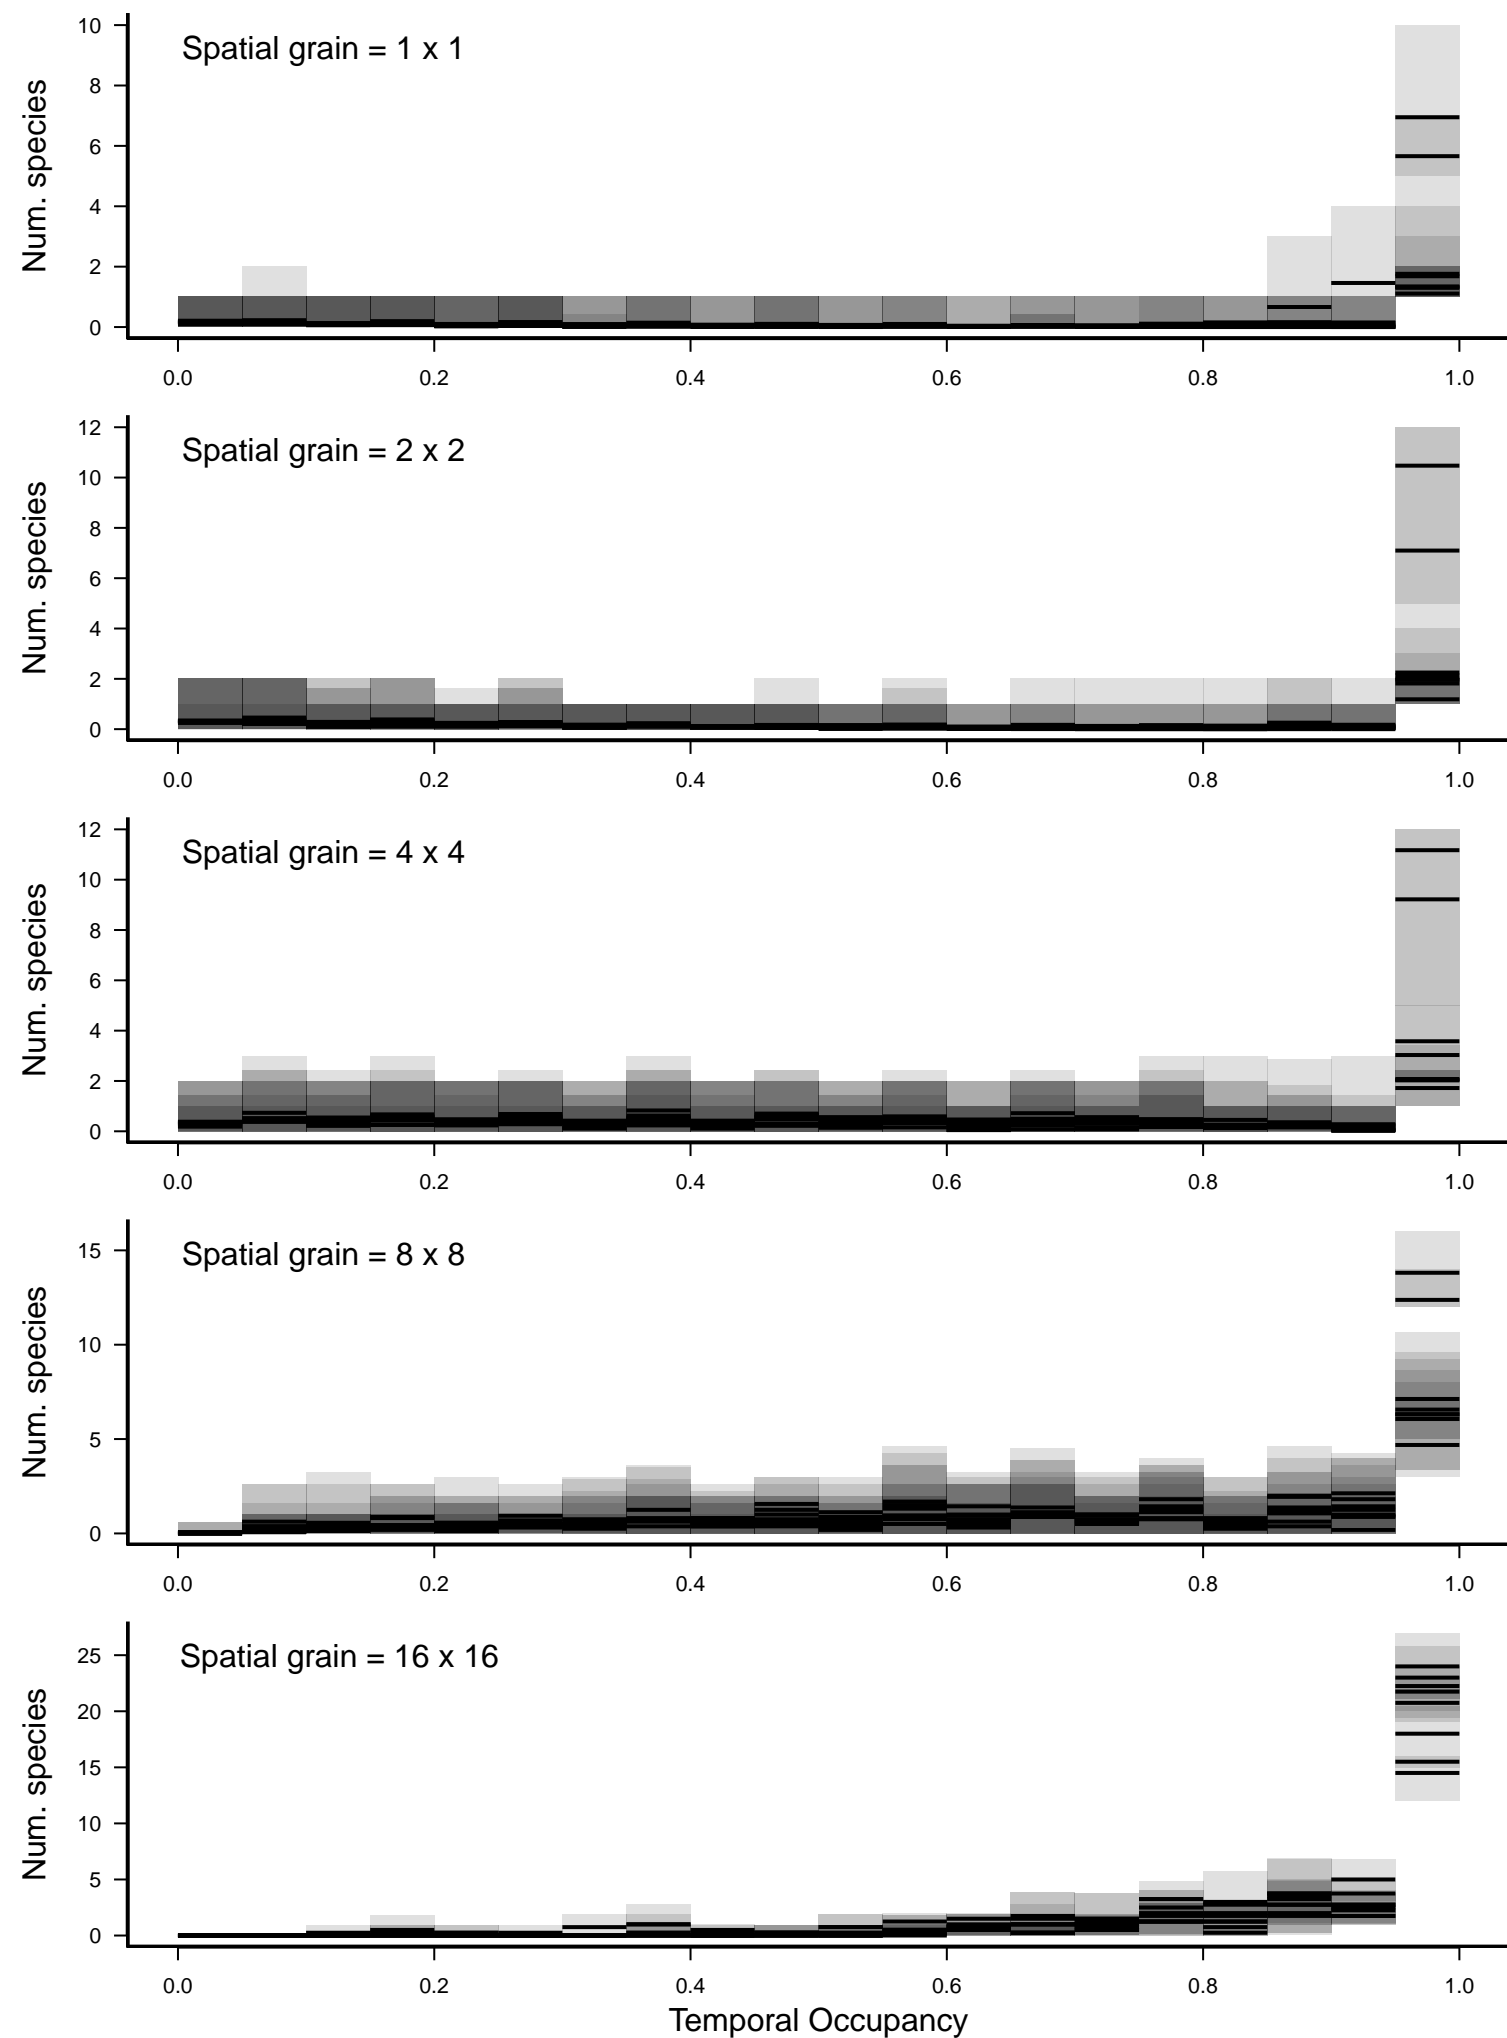 Spatial grain = 1 x 1
Num. species
10
8
6
4
2
0
0.0 0.2 0.4 0.6 0.8 1.0
Spatial grain = 2 x 2
Num. species
12
10
8
6
4
2
0
0.0 0.2 0.4 0.6 0.8 1.0
Spatial grain = 4 x 4
Num. species
12
10
8
6
4
2
0
0.0 0.2 0.4 0.6 0.8 1.0
Spatial grain = 8 x 8
Num. species
15
10
5
0
0.0 0.2 0.4 0.6 0.8 1.0
Spatial grain = 16 x 16
Num. species
25
20
15
10
5
0
0.0 0.2 0.4 0.6 0.8 1.0
Temporal Occupancy